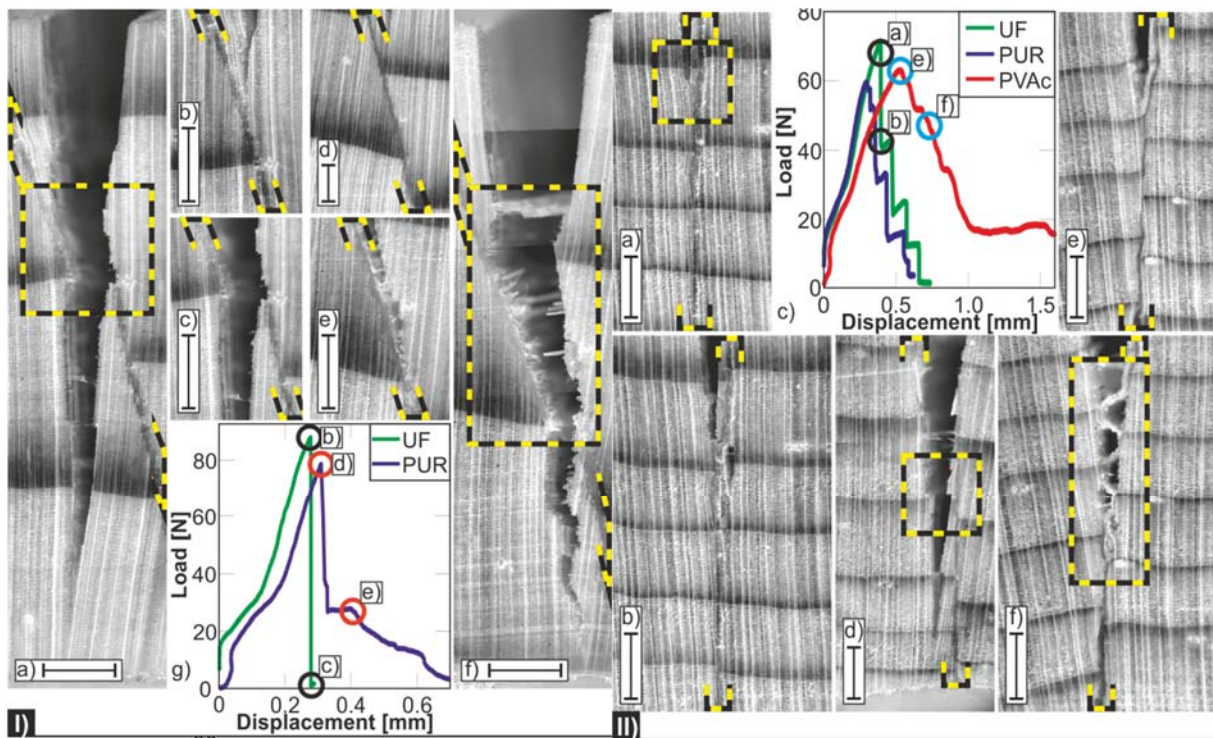 b)
d)
c)
e)
a)
f)
g)
UF
PUR
b)
d)
e)
c)
Load [N]
80
60
40
20
0
0 0.2 0.4 0.6
Displacement [mm]
I)
a)
b)
c)
UF
PUR
PVAc
a)
e)
f)
b)
Load [N]
80
60
40
20
0
0 0.5 1.0 1.5
Displacement [mm]
e)
d)
f)
II)